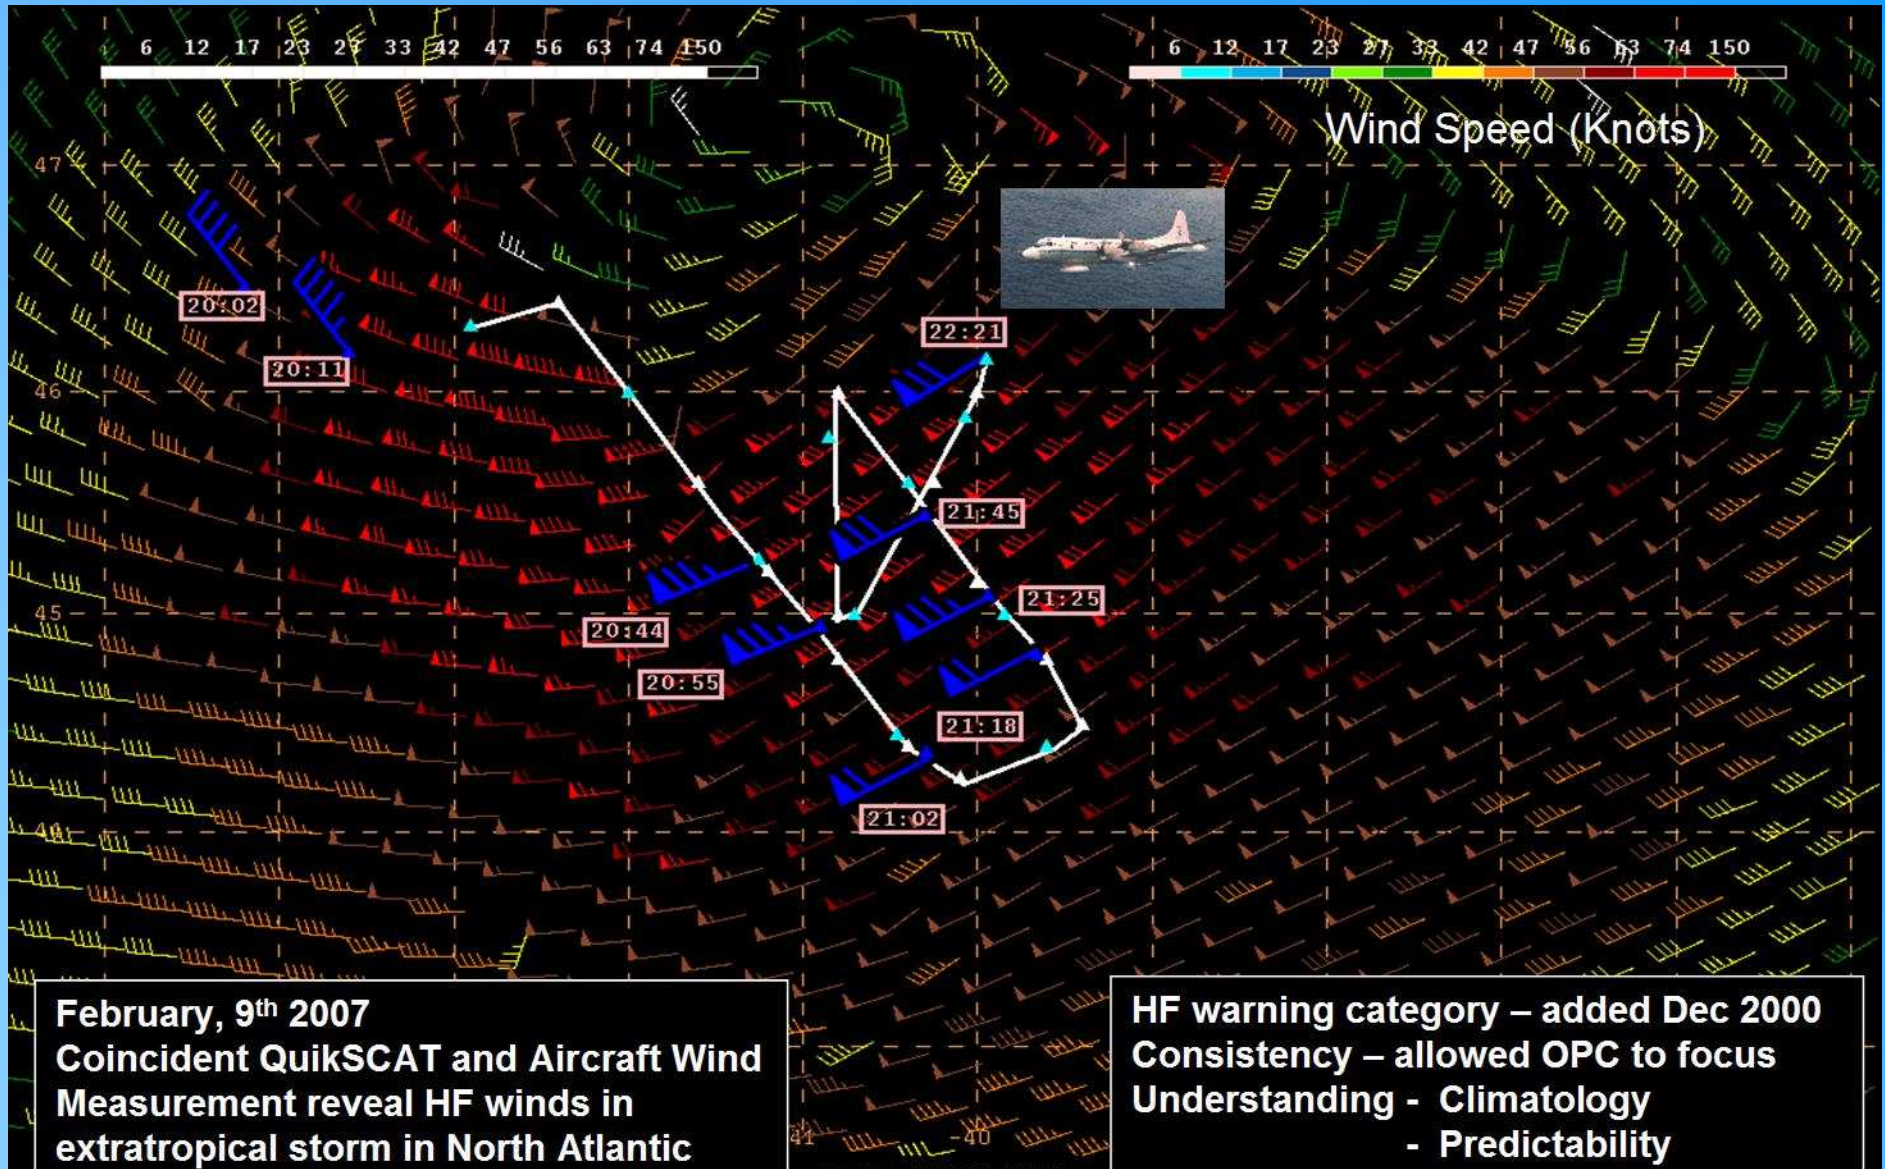 6 12 17 23 27 33 42 47 56 63 74 150
6 12 17 23 27 33 42 47 56 63 74 150
Wind Speed (Knots)
47
20:02
22:21
20:11
46
21:45
21:25
45
20:44
20:55
21:18
21:02
44
February, 9th 2007
Coincident QuikSCAT and Aircraft Wind
Measurement reveal HF winds in
extratropical storm in North Atlantic
HF warning category – added Dec 2000
Consistency – allowed OPC to focus
Understanding - Climatology
- Predictability
41 -40